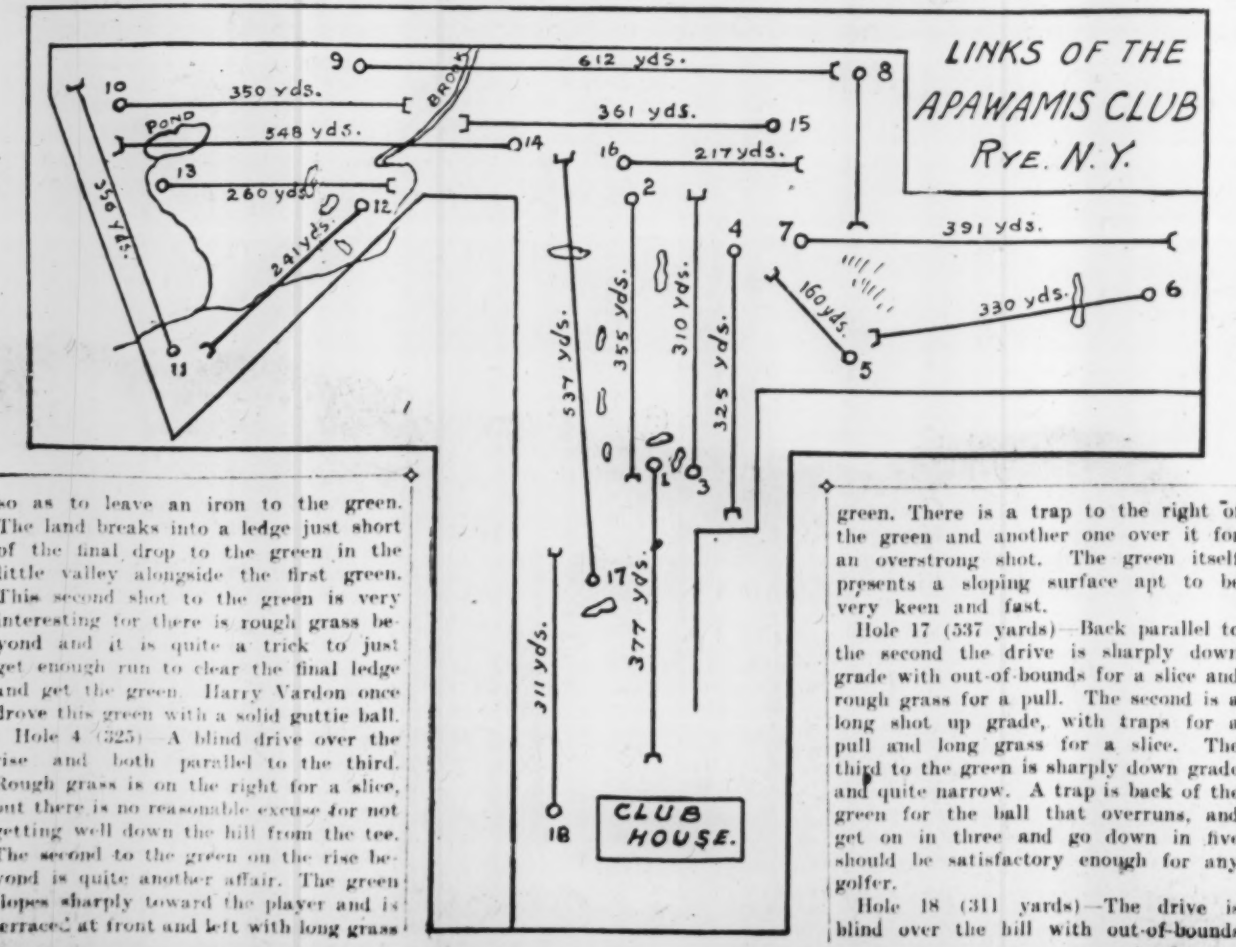 LINKS OF THE
APAWAMIS CLUB
RYE. N.Y.
9
612 yds.
8
10
350 yds.
BROOK
POND
348 yds.
14
361 yds.
15
16
217 yds.
13
260 yds.
12
2
4
7
391 yds.
356 yds.
241 yds.
160 yds.
330 yds.
6
11
537 yds.
355 yds.
310 yds.
325 yds.
5
1
3
17
311 yds.
377 yds.
18
CLUB
HOUSE.
so as to leave an iron to the green.
The land breaks into a ledge just short
of the final drop to the green in the
little valley alongside the first green.
This second shot to the green is very
interesting for there is rough grass be-
yond and it is quite a trick to just
get enough run to clear the final ledge
and get the green. Harry Vardon once
drove this green with a solid guttie ball.
Hole 4 (325)—A blind drive over the
rise and both parallel to the third.
Rough grass is on the right for a slice,
but there is no reasonable excuse for not
getting well down the hill from the tee.
The second to the green on the rise be-
yond is quite another affair. The green
slopes sharply toward the player and is
terraced at front and left with long grass
green. There is a trap to the right of
the green and another one over it for
an overstrong shot. The green itself
presents a sloping surface apt to be
very keen and fast.
Hole 17 (537 yards)—Back parallel to
the second the drive is sharply down
grade with out-of-bounds for a slice and
rough grass for a pull. The second is a
long shot up grade, with traps for a
pull and long grass for a slice. The
third to the green is sharply down grade
and quite narrow. A trap is back of the
green for the ball that overruns, and
get on in three and go down in five
should be satisfactory enough for any
golfer.
Hole 18 (311 yards)—The drive is
blind over the hill with out-of-bounds